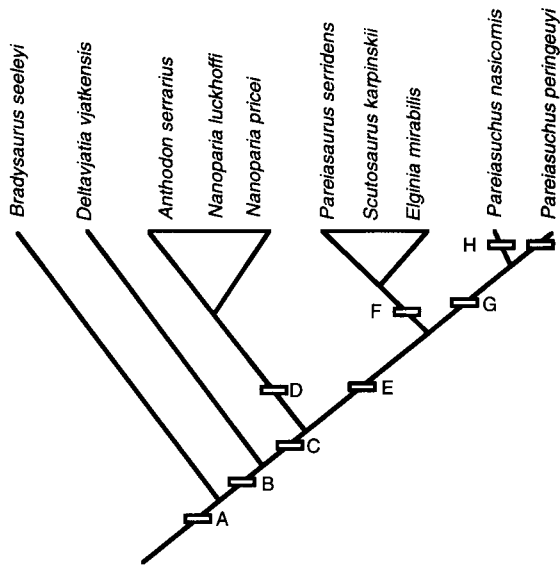 Bradysaurus seeleyi
Deltavjatia vjatkensis
Anthodon serrarius
Nanoparia luckhoffi
Nanoparia pricei
Pareiasaurus serridens
Scutosaurus karpinskii
Elginia mirabilis
Pareiasuchus nasicornis
Pareiasuchus peringeuyi
H
G
F
E
D
C
B
A